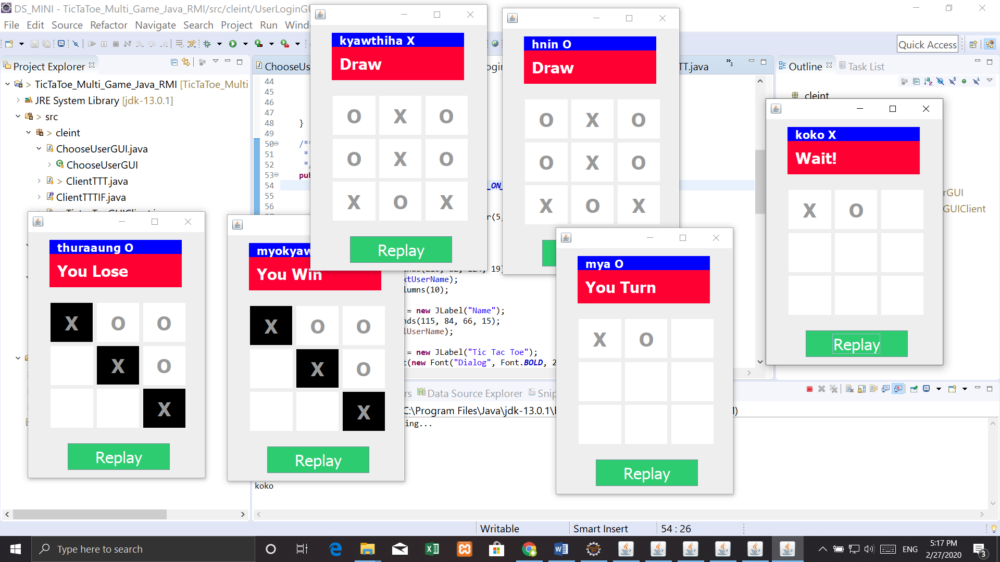 DS_MINI - TicTaToe_Multi_Game_Java_RMI/src/cleint/UserLoginGU
File Edit Source Refactor Navigate Search Project Run Wind
Quick Access
Project Explorer
TicTaToe_Multi_Game_Java_RMI [TicTaToe_Multi
JRE System Library [jdk-13.0.1]
> src
> cleint
ChooseUserGUI.java
ChooseUserGUI
> ClientTTT.java
ClientTTTIF.java
ChooseUs
TT.java
»3
44
45
46
47
48 }
49
50 /**
51 *
52 */
53 pub
54 _ON_
55
56
r(5,
19)
xtUserName);
lumns(10);
= new JLabel("Name");
nds(115, 84, 66, 15);
lUserName);
= new JLabel("Tic Tac Toe");
t(new Font("Dialog", Font.BOLD, 2
Outline
Task List
cleint
rGUI
GUIClient
rs Data Source Explorer Snip
C:\Program Files\Java\jdk-13.0.1\b
ing...
koko
kyawthiha X
Draw
O X O
O X O
X O X
Replay
hnin O
Draw
O X O
O X O
X O X
koko X
Wait!
X O
Replay
thuraaung O
You Lose
X O O
X O
X
Replay
myokyaw
You Win
X O O
X O
X
Replay
mya O
You Turn
X O
Replay
Writable Smart Insert 54 : 26
Type here to search
ENG
5:17 PM
2/27/2020
3